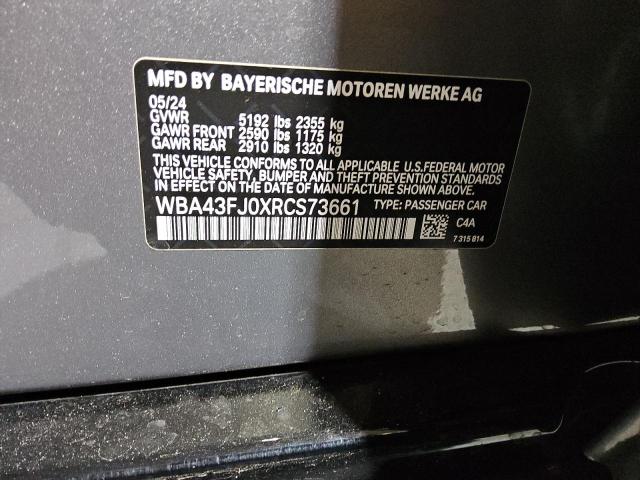 MFD BY BAYERISCHE MOTOREN WERKE AG
05/24
GVWR 5192 lbs 2355 kg
GAWR FRONT 2590 lbs 1175 kg
GAWR REAR 2910 lbs 1320 kg
THIS VEHICLE CONFORMS TO ALL APPLICABLE U.S.FEDERAL MOTOR
VEHICLE SAFETY, BUMPER AND THEFT PREVENTION STANDARDS
IN EFFECT ON THE DATE OF MANUFACTURE SHOWN ABOVE.
WBA43FJ0XRCS73661 TYPE: PASSENGER CAR
C4A
7 315 814